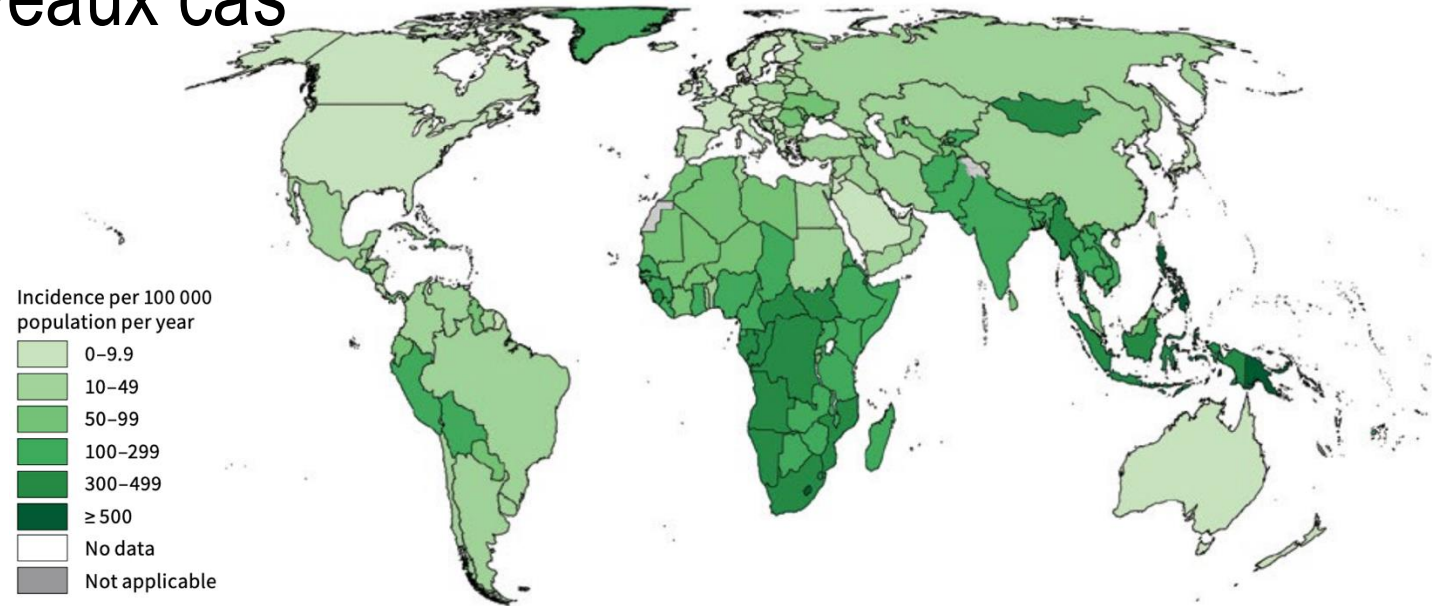 eaux cas
Incidence per 100 000
population per year
0–9.9
10–49
50–99
100–299
300–499
≥ 500
No data
Not applicable